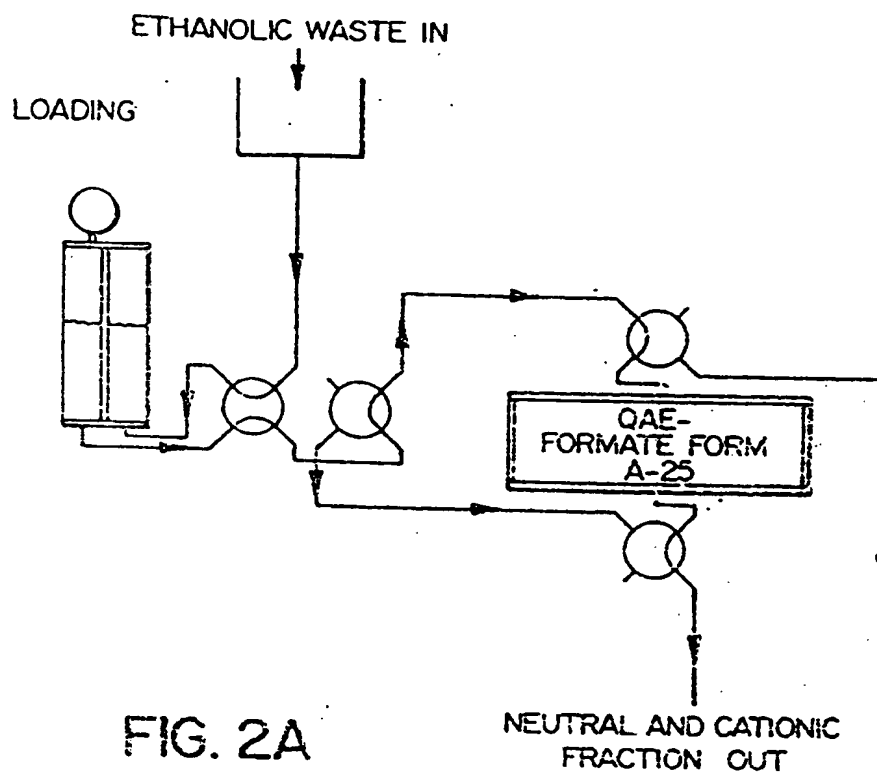 ETHANOLIC WASTE IN
LOADING
QAE-
FORMATE FORM
A-25
NEUTRAL AND CATIONIC
FRACTION OUT
FIG. 2A